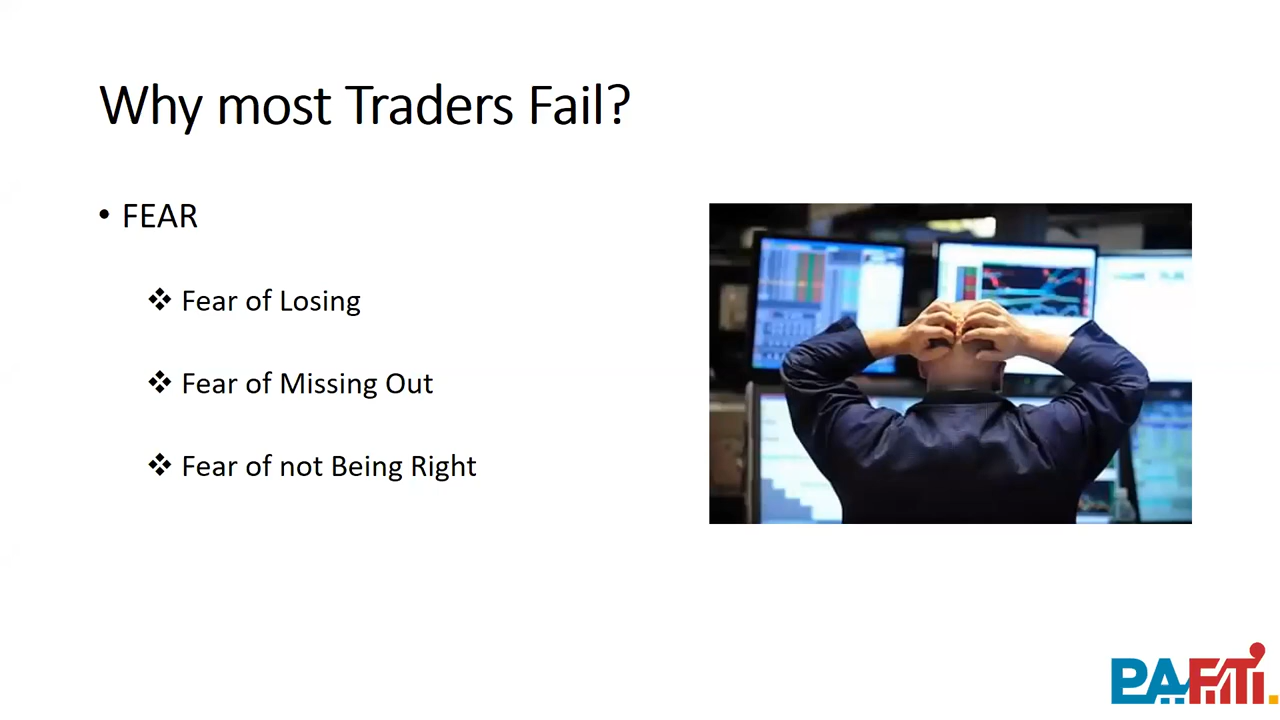 Why most Traders Fail?
• FEAR
❖ Fear of Losing
❖ Fear of Missing Out
❖ Fear of not Being Right
PAFTI.